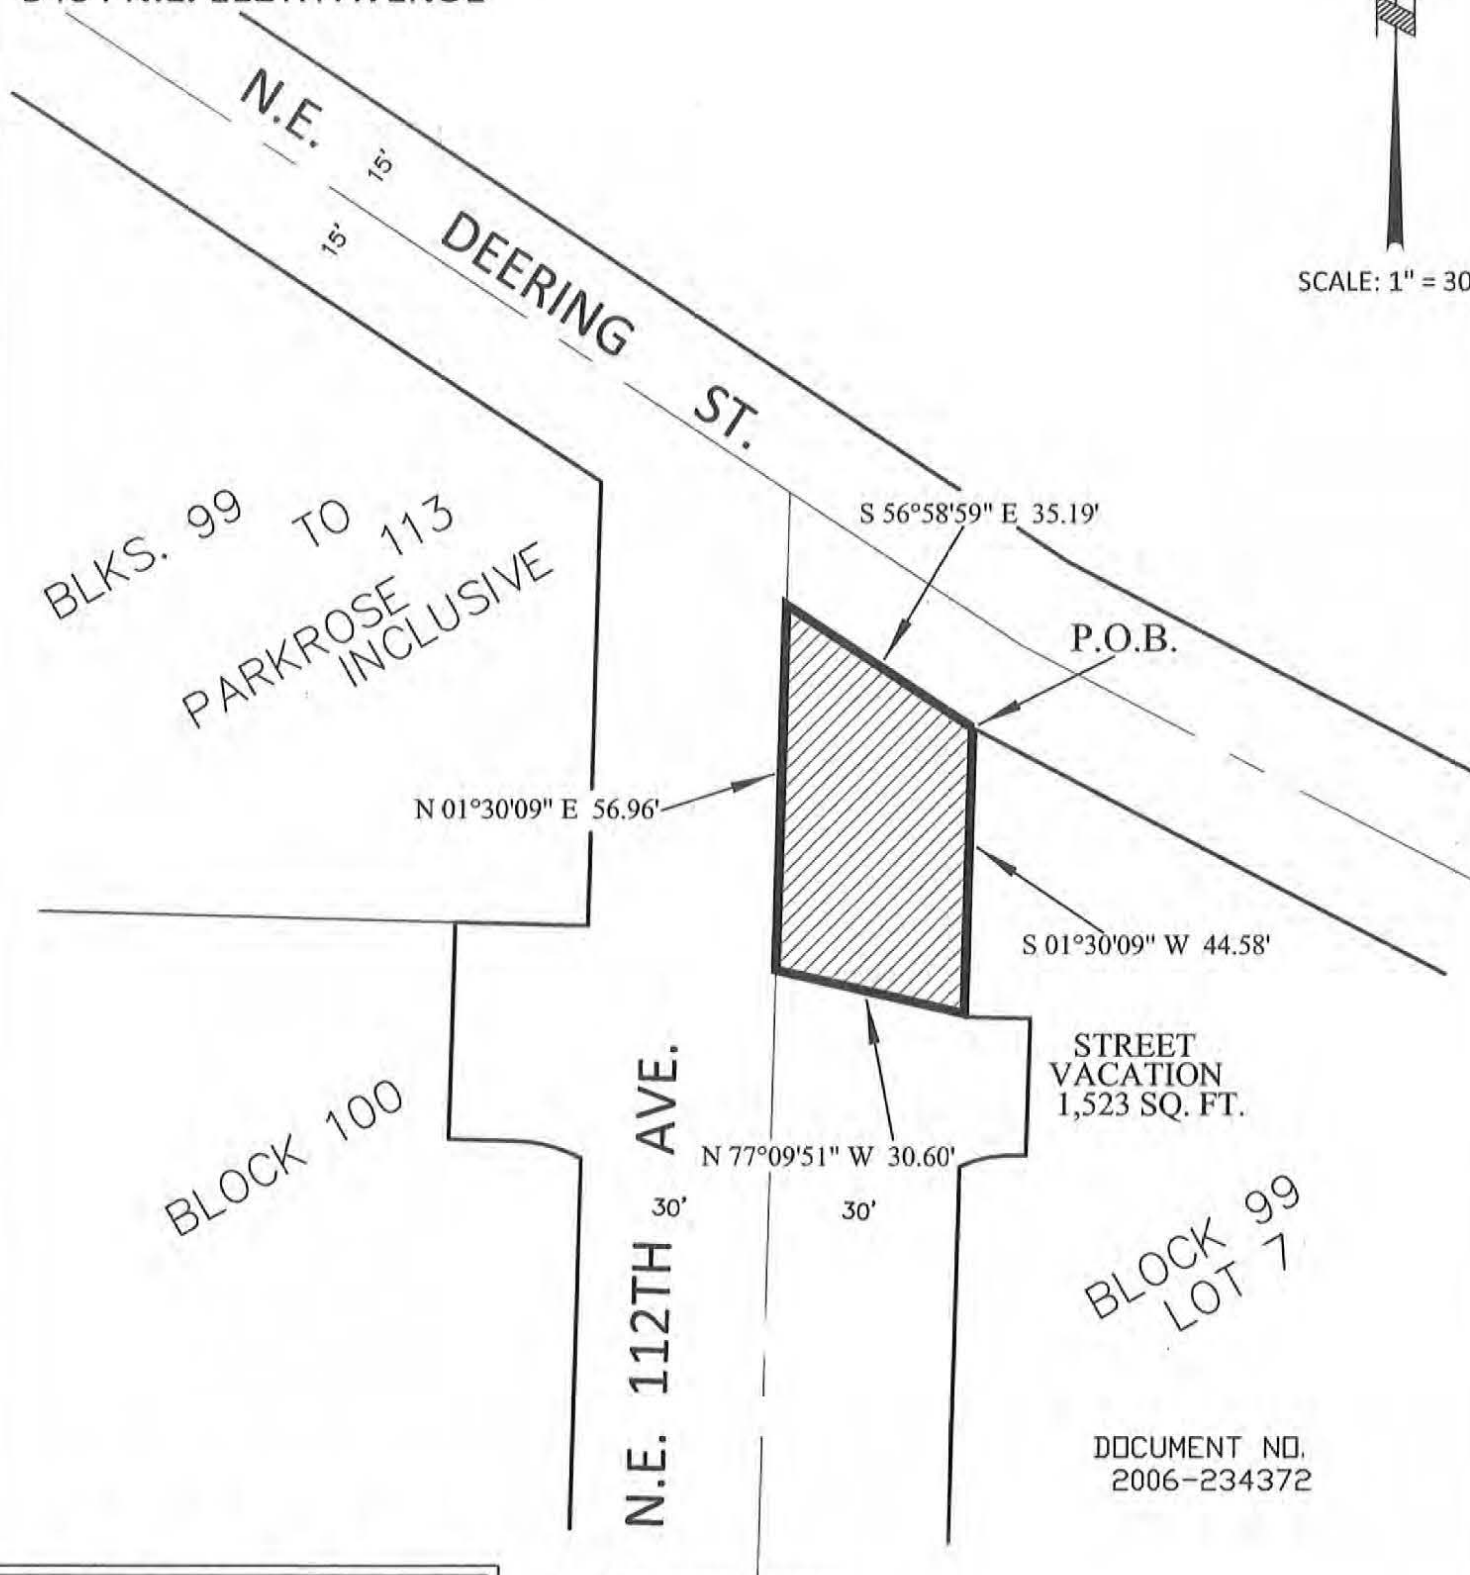 SCALE: 1" = 30
N.E. DEERING ST.
15'
15'
S 56°58'59" E 35.19'
BLKS. 99 TO 113
PARKROSE
INCLUSIVE
P.O.B.
N 01°30'09" E 56.96'
S 01°30'09" W 44.58'
STREET
VACATION
1,523 SQ. FT.
BLOCK 100
N 77°09'51" W 30.60'
N.E. 112TH AVE.
30'
30'
BLOCK 99
LOT 7
DOCUMENT NO.
2006-234372